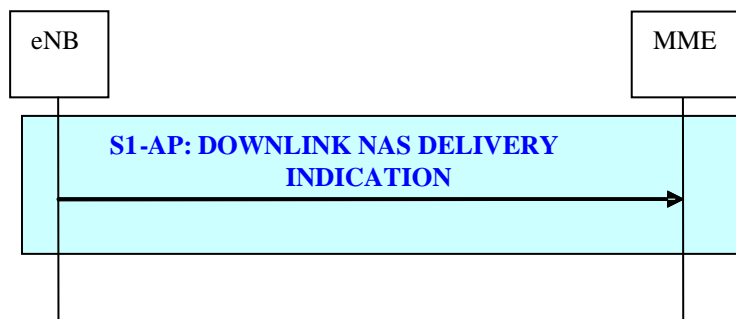 eNB
MME
S1-AP: DOWNLINK NAS DELIVERY
INDICATION